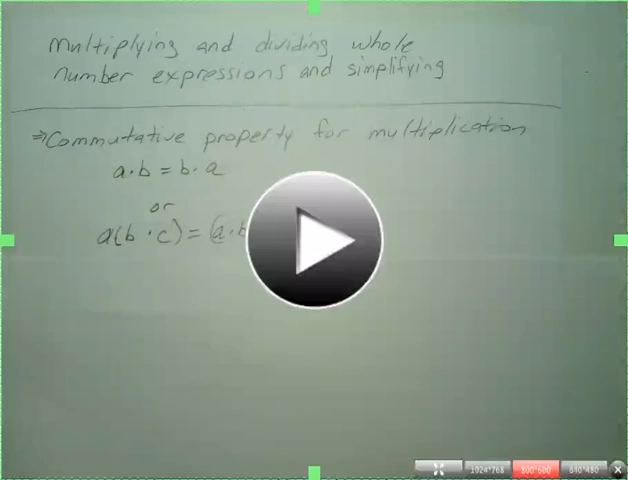 Multiplying and dividing whole
number expressions and simplifying
⇒ Commutative property for multiplication
a·b = b·a
or
a(b·c) = (a·b
1024*768 800*600 640*480